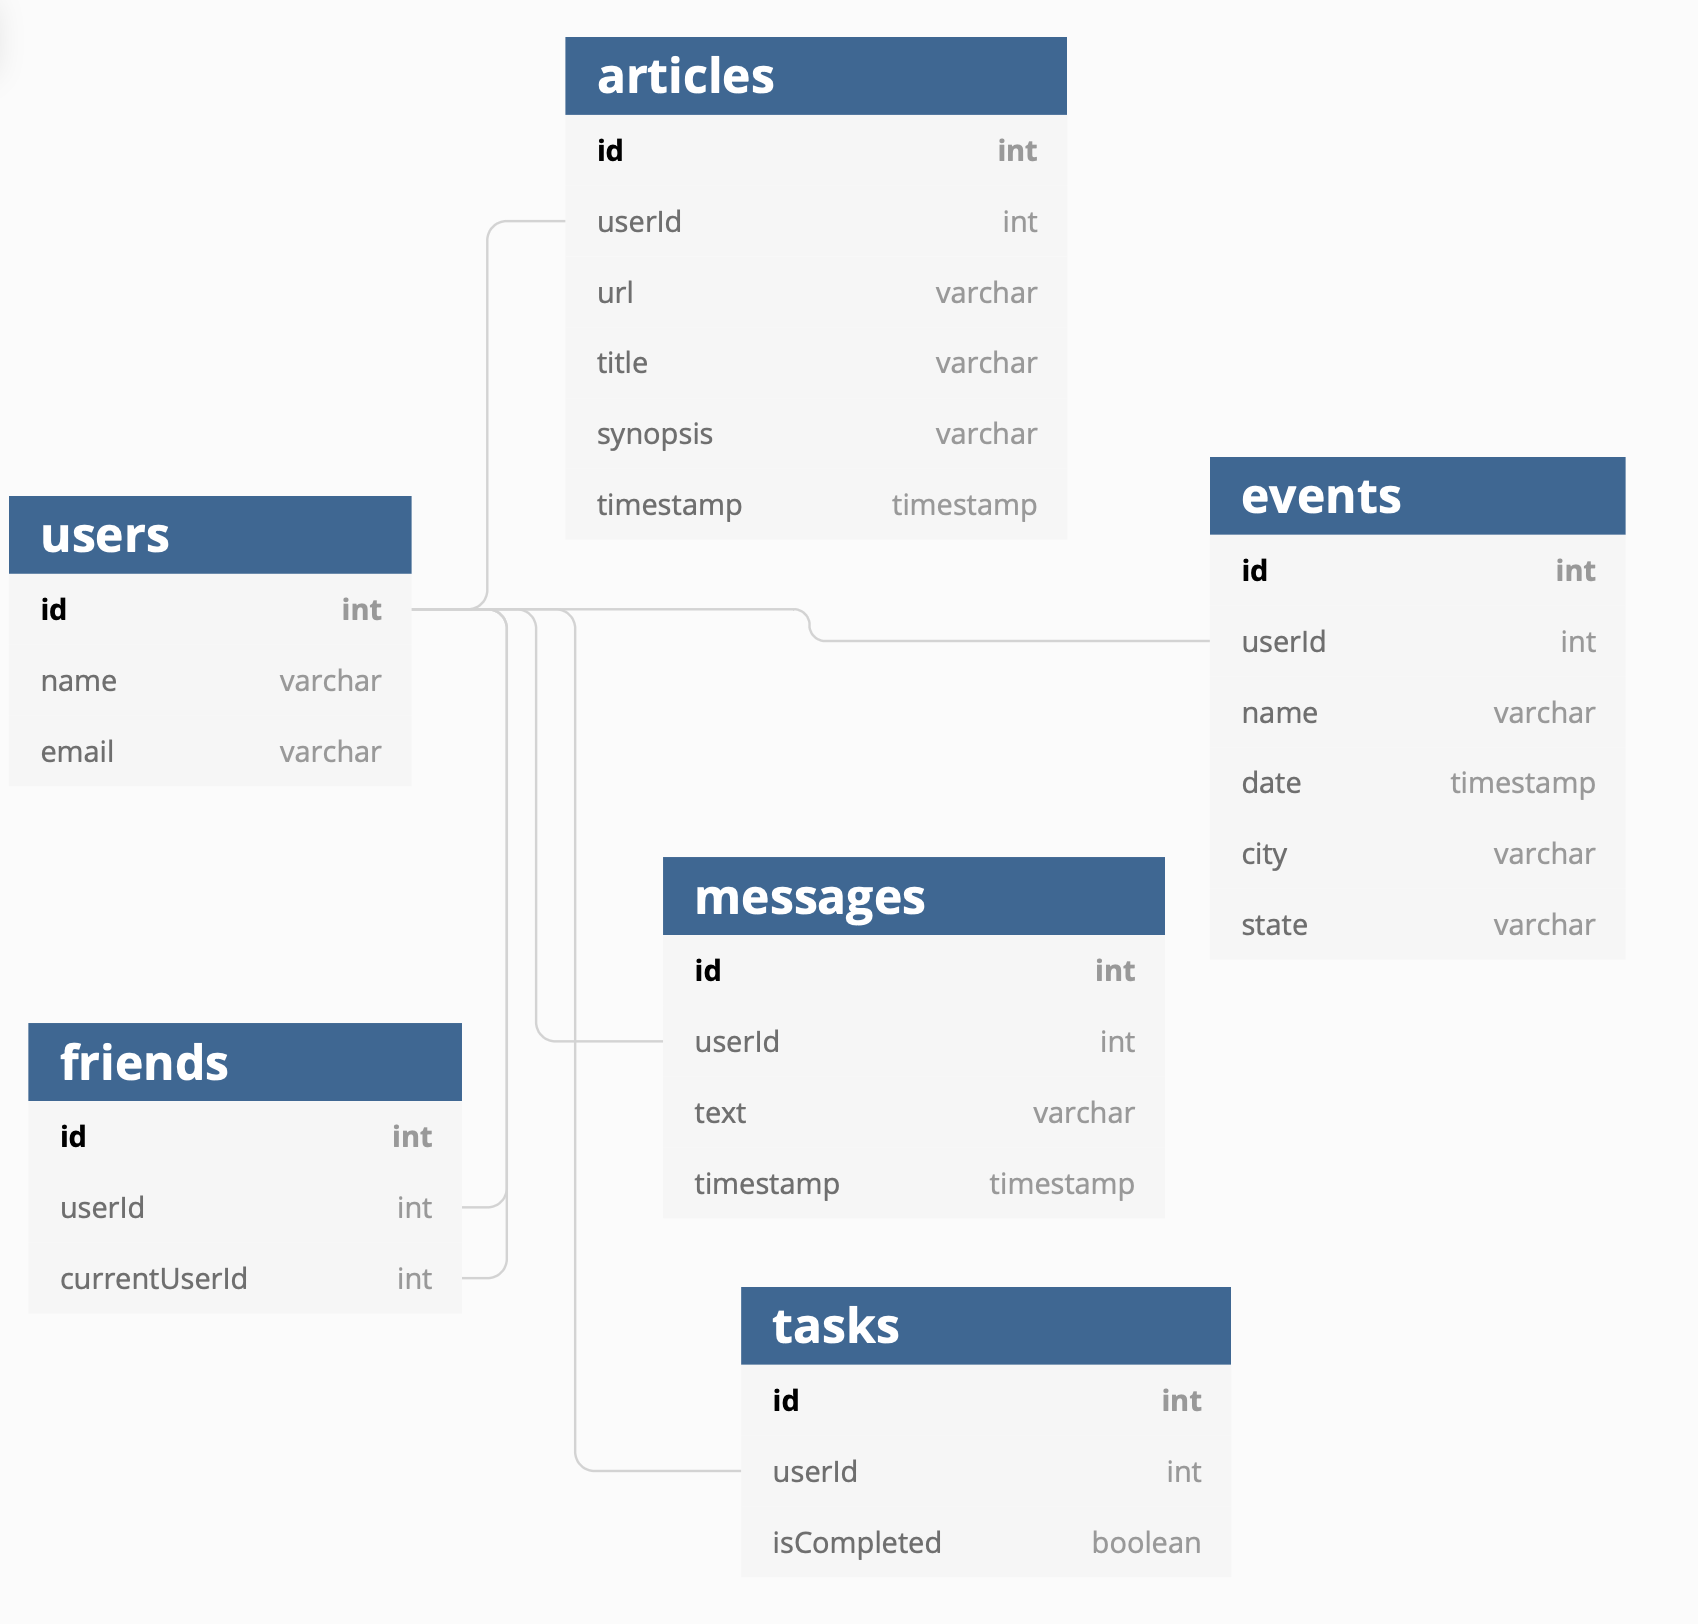 articles
id int
userId int
url varchar
title varchar
synopsis varchar
timestamp timestamp
users
id int
name varchar
email varchar
events
id int
userId int
name varchar
date timestamp
city varchar
state varchar
messages
id int
userId int
text varchar
timestamp timestamp
friends
id int
userId int
currentUserId int
tasks
id int
userId int
isCompleted boolean